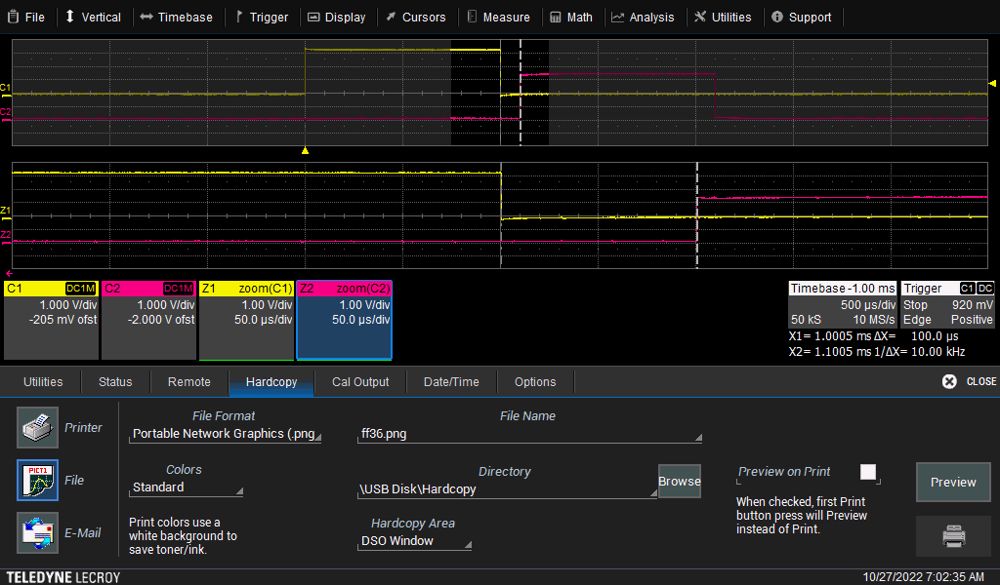 File Vertical Timebase Trigger Display Cursors Measure Math Analysis Utilities Support
C1
C2
Z1
Z2
C1 DC1M C2 DC1M Z1 zoom(C1) Z2 zoom(C2) Timebase -1.00 ms Trigger C1 DC
1.000 V/div 1.000 V/div 1.00 V/div 1.00 V/div 500 µs/div Stop 920 mV
-205 mV ofst -2.000 V ofst 50.0 µs/div 50.0 µs/div 50 kS 10 MS/s Edge Positive
X1= 1.0005 ms ΔX= 100.0 µs
X2= 1.1005 ms 1/ΔX= 10.00 kHz
Utilities Status Remote Hardcopy Cal Output Date/Time Options CLOSE
Printer
File
E-Mail
File Format
Portable Network Graphics (.png
Colors
Standard
Print colors use a
white background to
save toner/ink.
File Name
ff36.png
Directory
\USB Disk\Hardcopy
Browse
Hardcopy Area
DSO Window
Preview on Print
When checked, first Print
button press will Preview
instead of Print.
Preview
PICT1
TELEDYNE LECROY 10/27/2022 7:02:35 AM